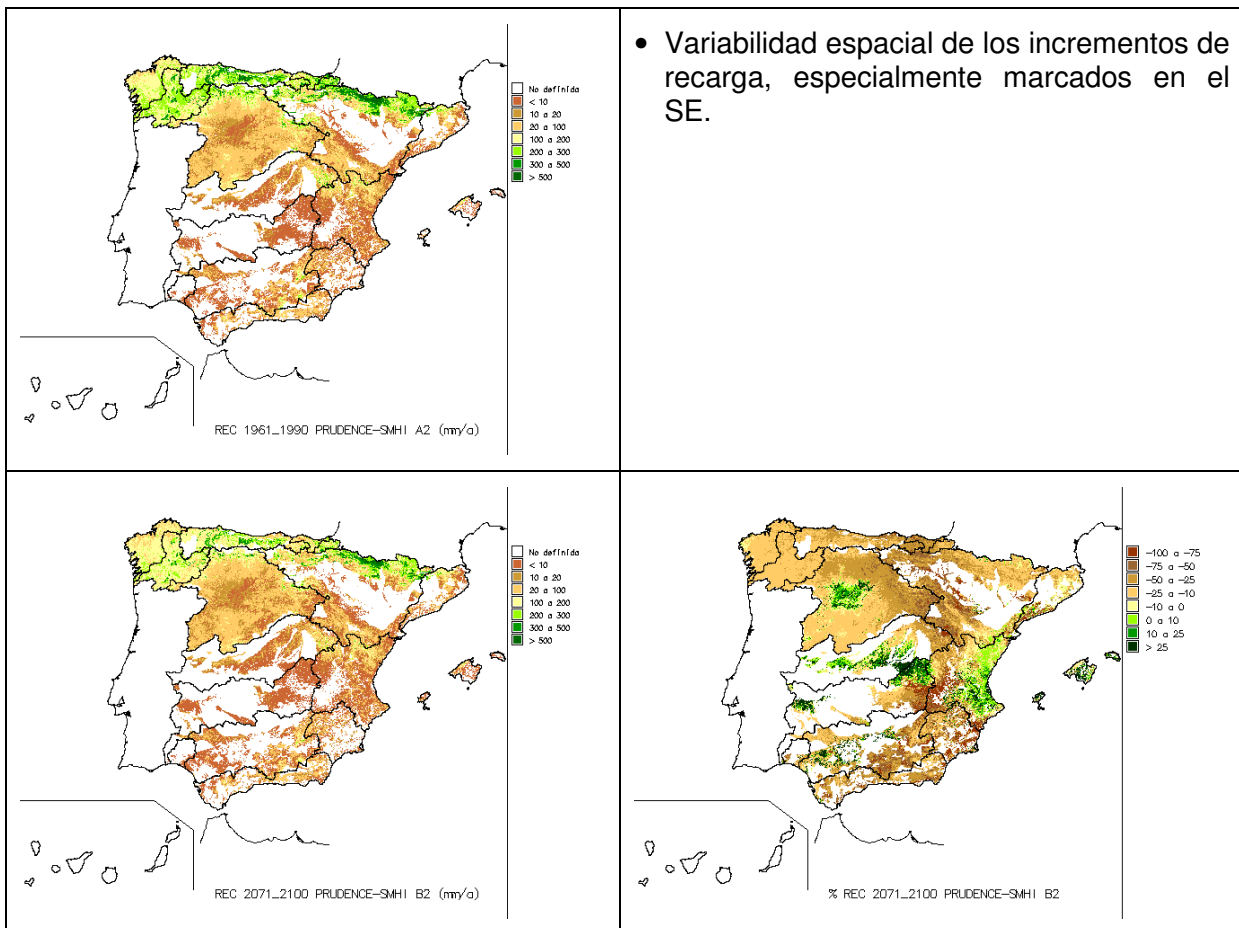 No definida
< 10
10 a 20
20 a 100
100 a 200
200 a 300
300 a 500
> 500
REC 1961_1990 PRUDENCE-SMHI A2 (mm/a)
• Variabilidad espacial de los incrementos de
recarga, especialmente marcados en el
SE.
No definida
< 10
10 a 20
20 a 100
100 a 200
200 a 300
300 a 500
> 500
REC 2071_2100 PRUDENCE-SMHI B2 (mm/a)
-100 a -75
-75 a -50
-50 a -25
-25 a -10
-10 a 0
0 a 10
10 a 25
> 25
% REC 2071_2100 PRUDENCE-SMHI B2